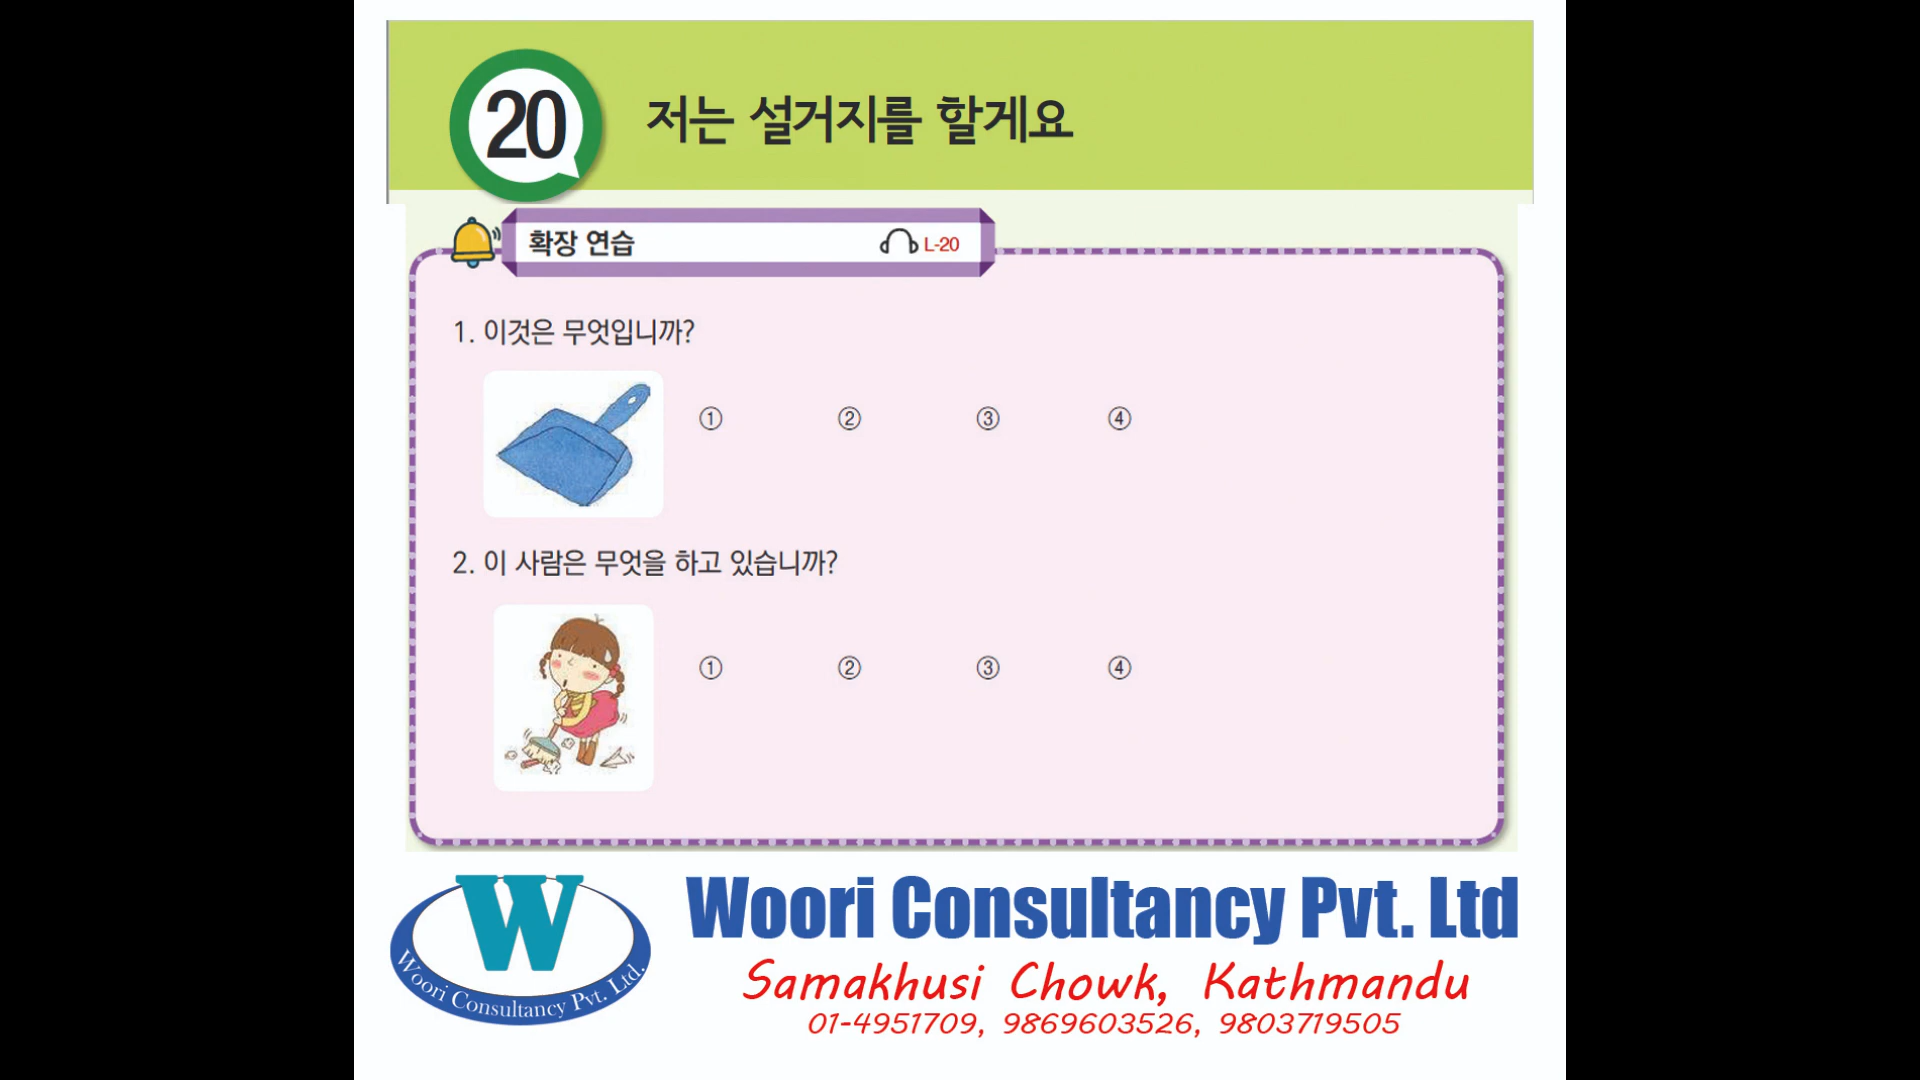 20
저는 설거지를 할게요
확장 연습
L-20
1. 이것은 무엇입니까?
① ② ③ ④
2. 이 사람은 무엇을 하고 있습니까?
① ② ③ ④
W
Woori Consultancy Pvt. Ltd.
Woori Consultancy Pvt. Ltd
Samakhusi Chowk, Kathmandu
01-4951709, 9869603526, 9803719505